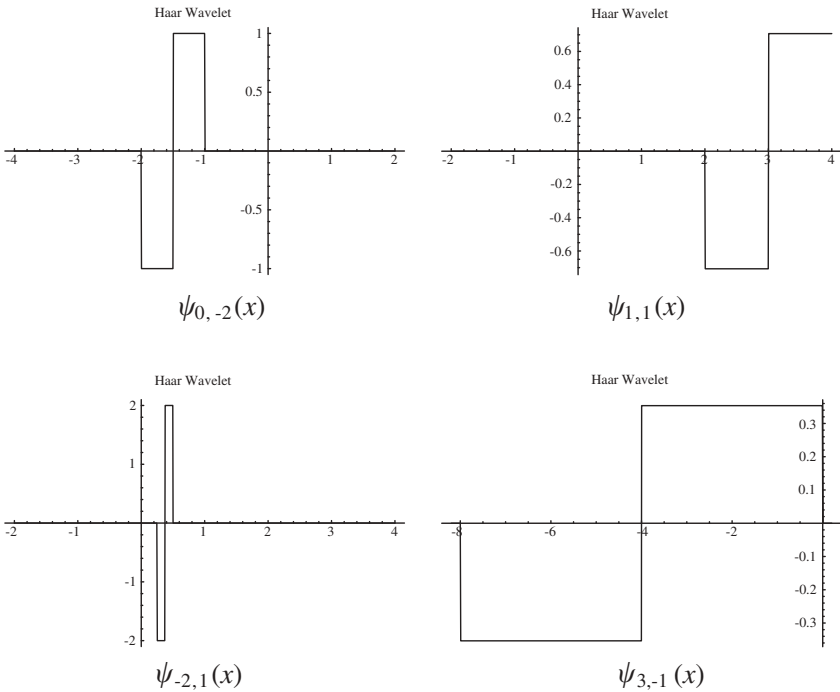 Haar Wavelet
1
0.5
-4 -3 -2 -1 1 2
-0.5
-1
ψ0,-2(x)
Haar Wavelet
0.6
0.4
0.2
-2 -1 1 2 3 4
-0.2
-0.4
-0.6
ψ1,1(x)
Haar Wavelet
2
1
-2 -1 1 2 3 4
-1
-2
ψ-2,1(x)
Haar Wavelet
0.3
0.2
0.1
-8 -6 -4 -2
-0.1
-0.2
-0.3
ψ3,-1(x)